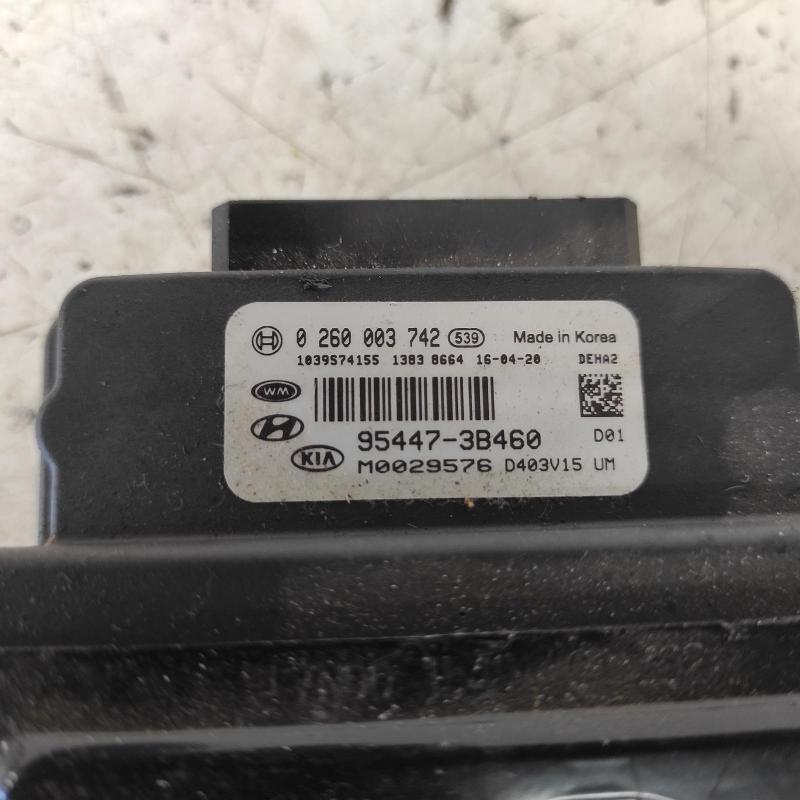 0 260 003 742 539 Made in Korea
1039S74155 1383 8664 16-04-20 DEHA2
WM
95447-3B460 D01
KIA M0029576 D403V15 UM